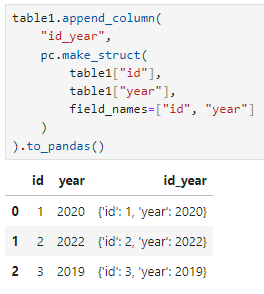 table1.append_column(
    "id_year",
    pc.make_struct(
        table1["id"],
        table1["year"],
        field_names=["id", "year"]
    )
).to_pandas()
id year id_year
0 1 2020 {'id': 1, 'year': 2020}
1 2 2022 {'id': 2, 'year': 2022}
2 3 2019 {'id': 3, 'year': 2019}